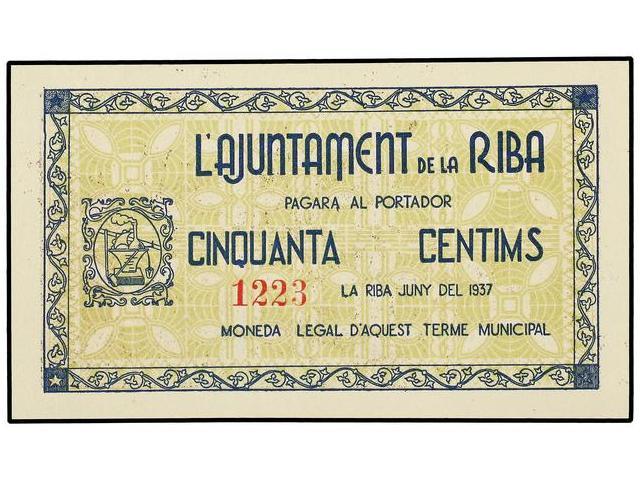 L'AJUNTAMENT DE LA RIBA
PAGARA AL PORTADOR
CINQUANTA CENTIMS
1223 LA RIBA JUNY DEL 1937
MONEDA LEGAL D'AQUEST TERME MUNICIPAL